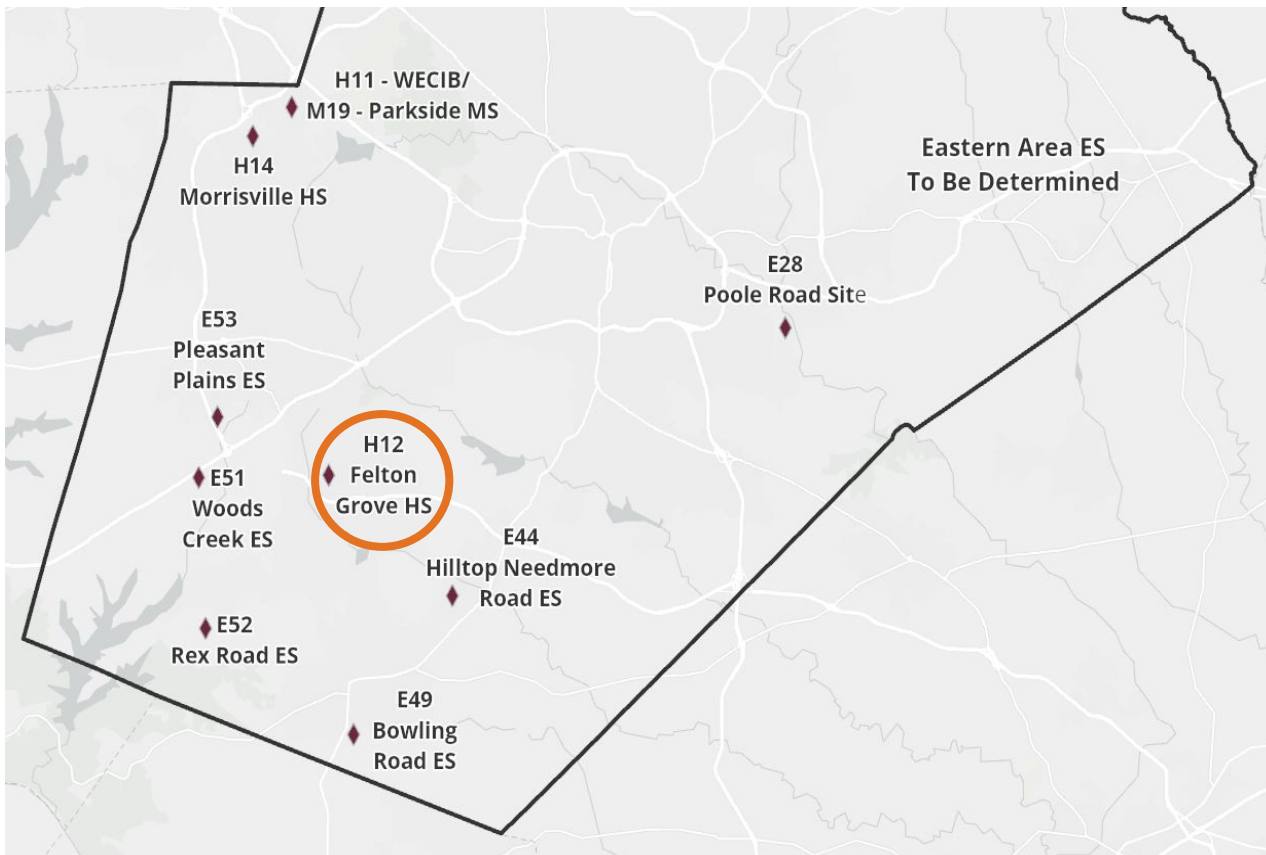 H11 - WECIB/
M19 - Parkside MS
H14
Morrisville HS
Eastern Area ES
To Be Determined
E28
Poole Road Site
E53
Pleasant
Plains ES
H12
Felton
Grove HS
E51
Woods
Creek ES
E44
Hilltop Needmore
Road ES
E52
Rex Road ES
E49
Bowling
Road ES